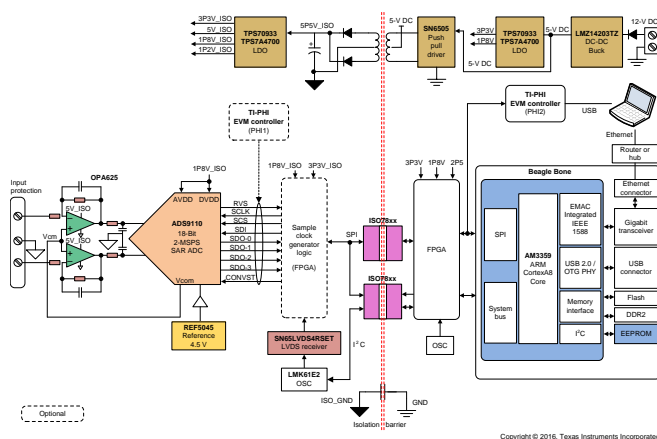 3P3V_ISO
5V_ISO
1P8V_ISO
1P2V_ISO
TPS70933
TPS7A4700
LDO
5P5V_ISO
+
5-V DC
SN6505
Push
pull
driver
3P3V
1P8V
TPS70933
TPS7A4700
LDO
5-V DC
5-V DC
LMZ14203TZ
DC-DC
Buck
12-V DC
TI-PHI
EVM controller
(PHI1)
TI-PHI
EVM controller
(PHI2)
USB
Ethernet
Router or
hub
Input
protection
OPA625
5V_ISO
Vcm
5V_ISO
1P8V_ISO
AVDD
DVDD
ADS9110
18-Bit
2-MSPS
SAR ADC
Vcom
RVS
SCLK
SCS
SDI
SDO-0
SDO-1
SDO-2
SDO-3
CONVST
REF5045
Reference
4.5 V
1P8V_ISO
3P3V_ISO
Sample
clock
generator
logic
(FPGA)
SPI
ISO78xx
ISO78xx
I²C
SN65LVDS4RSET
LVDS receiver
LMK61E2
OSC
3P3V
1P8V
2P5
FPGA
OSC
Beagle Bone
SPI
System
bus
AM3359
ARM
CortexA8
Core
EMAC
Integrated
IEEE
1588
USB 2.0 /
OTG PHY
Memory
interface
I²C
Ethernet
connector
Gigabit
transceiver
USB
connector
Flash
DDR2
EEPROM
ISO_GND
GND
Isolation
barrier
Optional
Copyright © 2016, Texas Instruments Incorporated